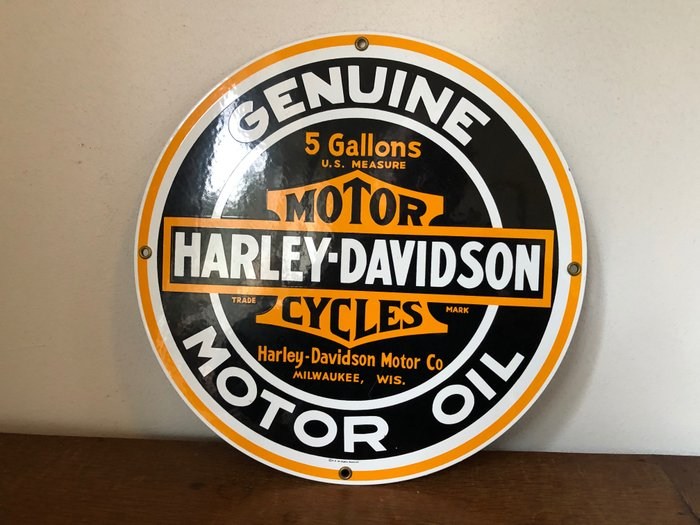 GENUINE
5 Gallons
U.S. MEASURE
MOTOR
HARLEY-DAVIDSON
TRADE MARK
CYCLES
Harley-Davidson Motor Co
MILWAUKEE, WIS.
MOTOR OIL